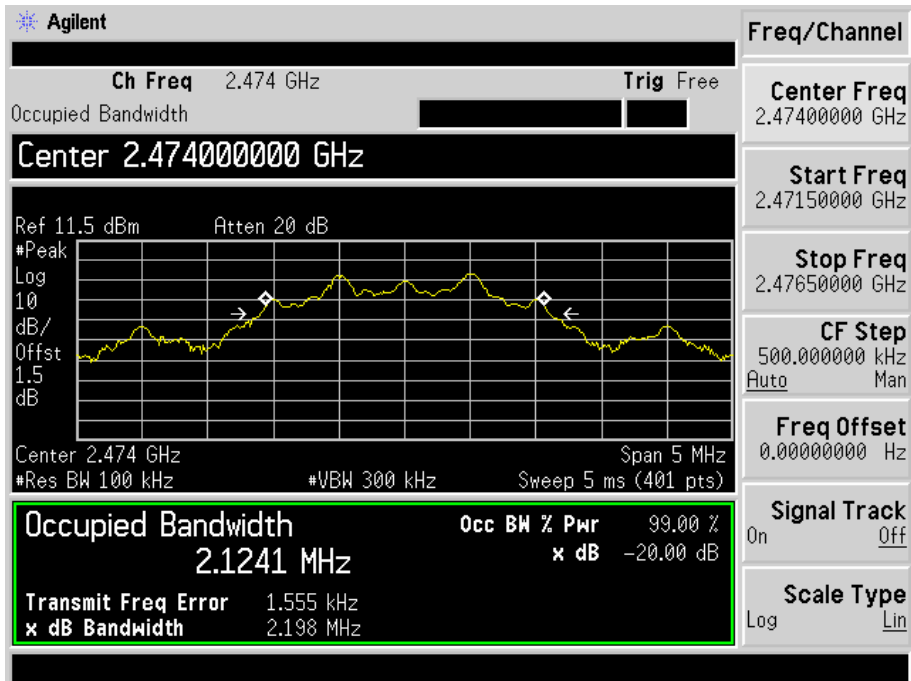 Agilent
Freq/Channel
Ch Freq 2.474 GHz Trig Free
Occupied Bandwidth
Center 2.474000000 GHz
Ref 11.5 dBm Atten 20 dB
#Peak
Log
10
dB/
Offst
1.5
dB
Center 2.474 GHz Span 5 MHz
#Res BW 100 kHz #VBW 300 kHz Sweep 5 ms (401 pts)
Occupied Bandwidth Occ BW % Pwr 99.00 %
2.1241 MHz x dB -20.00 dB
Transmit Freq Error 1.555 kHz
x dB Bandwidth 2.198 MHz
Center Freq
2.47400000 GHz
Start Freq
2.47150000 GHz
Stop Freq
2.47650000 GHz
CF Step
500.000000 kHz
Auto Man
Freq Offset
0.00000000 Hz
Signal Track
On Off
Scale Type
Log Lin